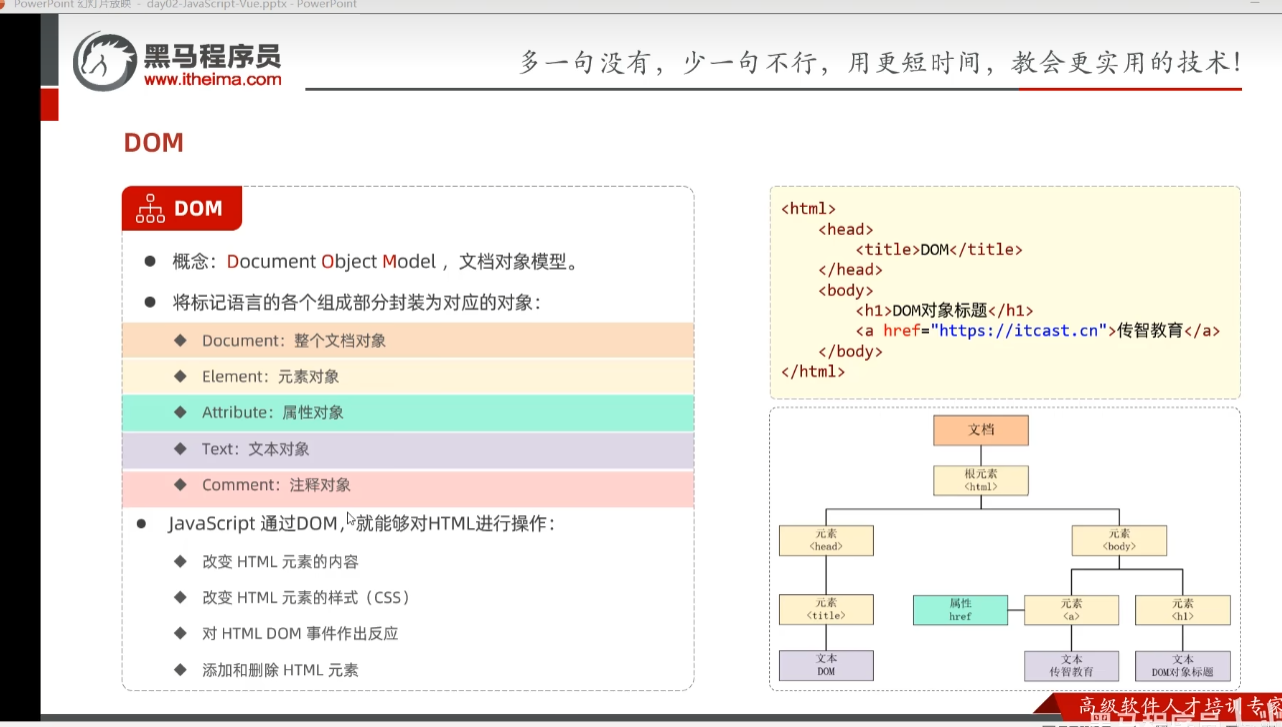 PowerPoint 幻灯片放映 - day02-JavaScript-Vue.pptx - PowerPoint
黑马程序员
www.itheima.com
多一句没有，少一句不行，用更短时间，教会更实用的技术！
DOM
DOM
概念：Document Object Model ，文档对象模型。
将标记语言的各个组成部分封装为对应的对象：
Document：整个文档对象
Element：元素对象
Attribute：属性对象
Text：文本对象
Comment：注释对象
JavaScript 通过DOM，就能够对HTML进行操作：
改变 HTML 元素的内容
改变 HTML 元素的样式（CSS）
对 HTML DOM 事件作出反应
添加和删除 HTML 元素
<html>
<head>
<title>DOM</title>
</head>
<body>
<h1>DOM对象标题</h1>
<a href="https://itcast.cn">传智教育</a>
</body>
</html>
文档
根元素
<html>
元素
<head>
元素
<body>
元素
<title>
属性
href
元素
<a>
元素
<h1>
文本
DOM
文本
传智教育
文本
DOM对象标题
高级软件人才培训专家
黑马程序员